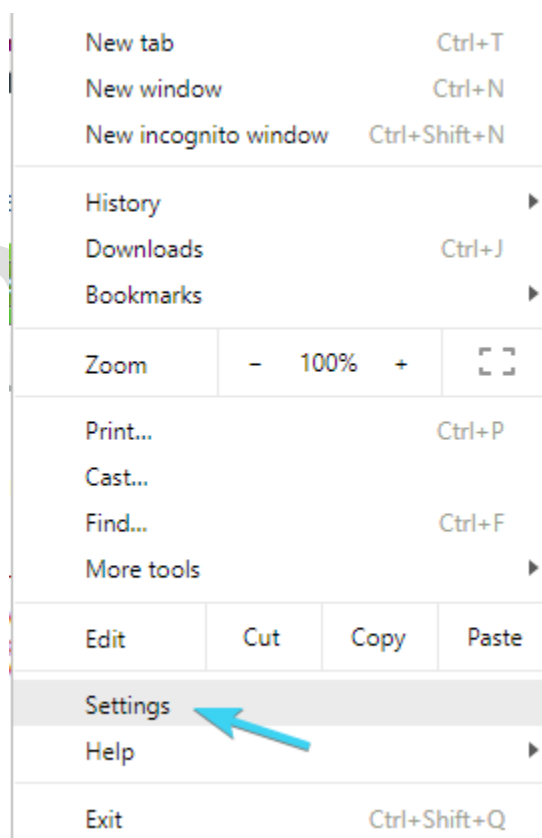 New tab Ctrl+T
New window Ctrl+N
New incognito window Ctrl+Shift+N
History
Downloads Ctrl+J
Bookmarks
Zoom - 100% +
Print... Ctrl+P
Cast...
Find... Ctrl+F
More tools
Edit Cut Copy Paste
Settings
Help
Exit Ctrl+Shift+Q